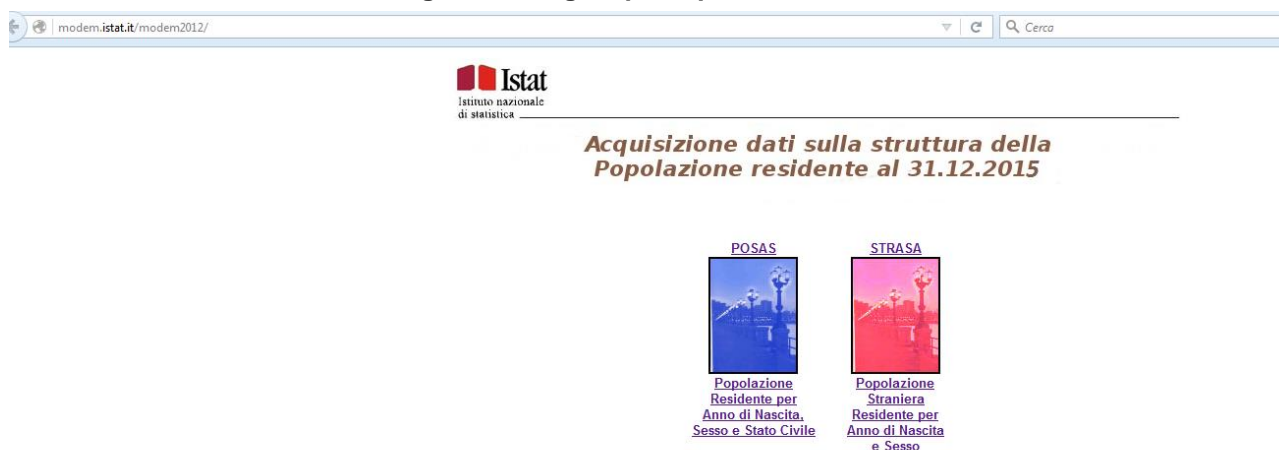 modem.istat.it/modem2012/
Cerca
Istat
Istituto nazionale
di statistica
Acquisizione dati sulla struttura della
Popolazione residente al 31.12.2015
POSAS
STRASA
Popolazione
Residente per
Anno di Nascita,
Sesso e Stato Civile
Popolazione
Straniera
Residente per
Anno di Nascita
e Sesso